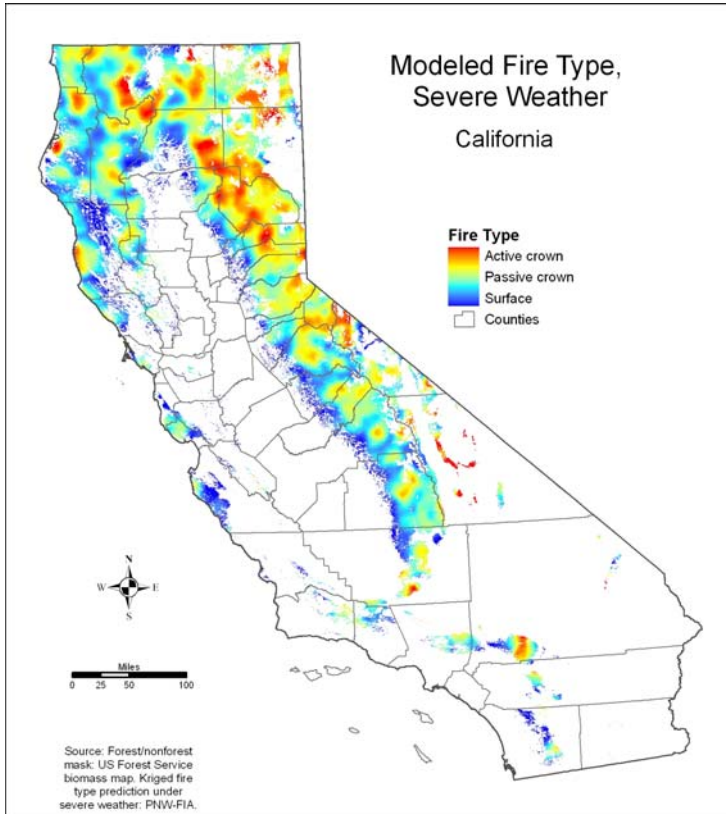 Modeled Fire Type,
Severe Weather
California
Fire Type
Active crown
Passive crown
Surface
Counties
N
W E
S
Miles
0 25 50 100
Source: Forest/nonforest
mask: US Forest Service
biomass map. Kriged fire
type prediction under
severe weather: PNW-FIA.